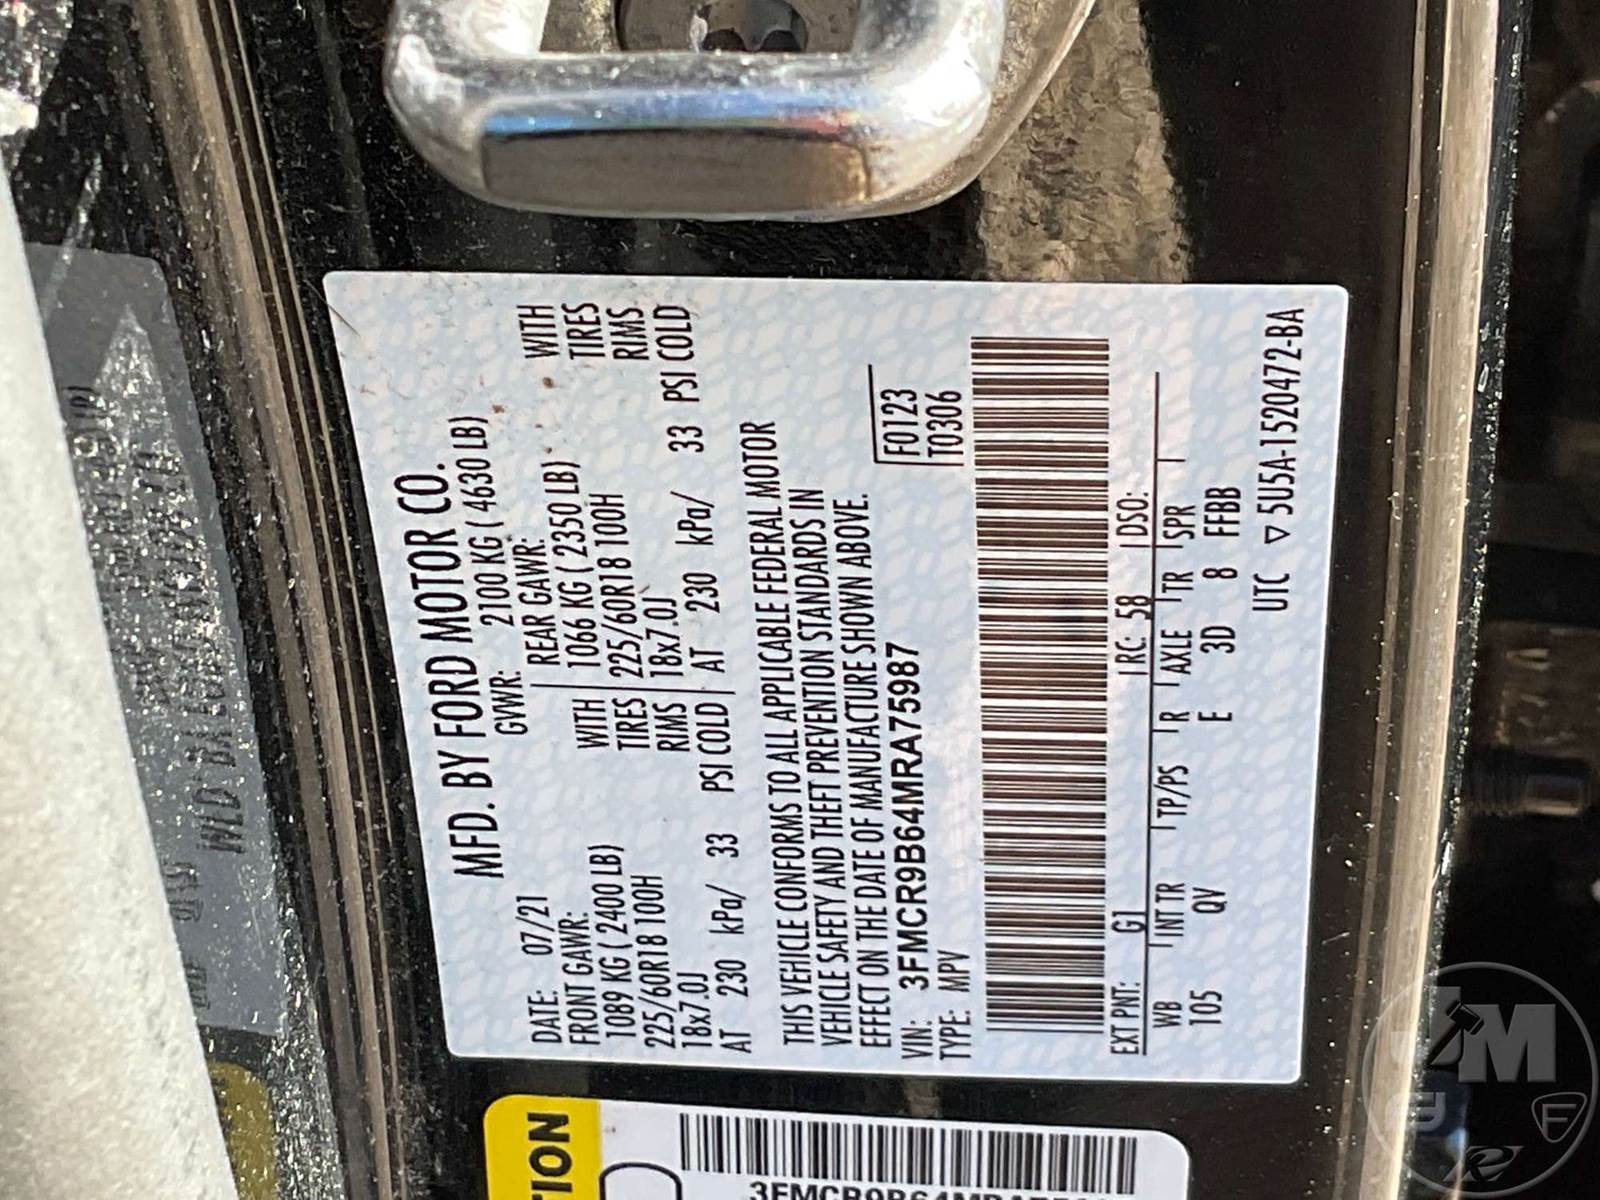 MFD. BY FORD MOTOR CO.
DATE: 07/21 GVWR: 2100 KG ( 4630 LB)
FRONT GAWR: REAR GAWR:
1089 KG ( 2400 LB) WITH 1066 KG ( 2350 LB) WITH
225/60R18 100H TIRES 225/60R18 100H TIRES
18x7.0J RIMS 18x7.0J RIMS
AT 230 kPa/ 33 PSI COLD AT 230 kPa/ 33 PSI COLD
THIS VEHICLE CONFORMS TO ALL APPLICABLE FEDERAL MOTOR
VEHICLE SAFETY AND THEFT PREVENTION STANDARDS IN
EFFECT ON THE DATE OF MANUFACTURE SHOWN ABOVE.
VIN: 3FMCR9B64MRA75987 F0123
TYPE: MPV T0306
EXT PNT: G1 RC: 58 DSO:
WB INT TR TP/PS R AXLE TR SPR
105 QV E 3D 8 FFBB
UTC ▽ 5U5A-1520472-BA
TION
JM